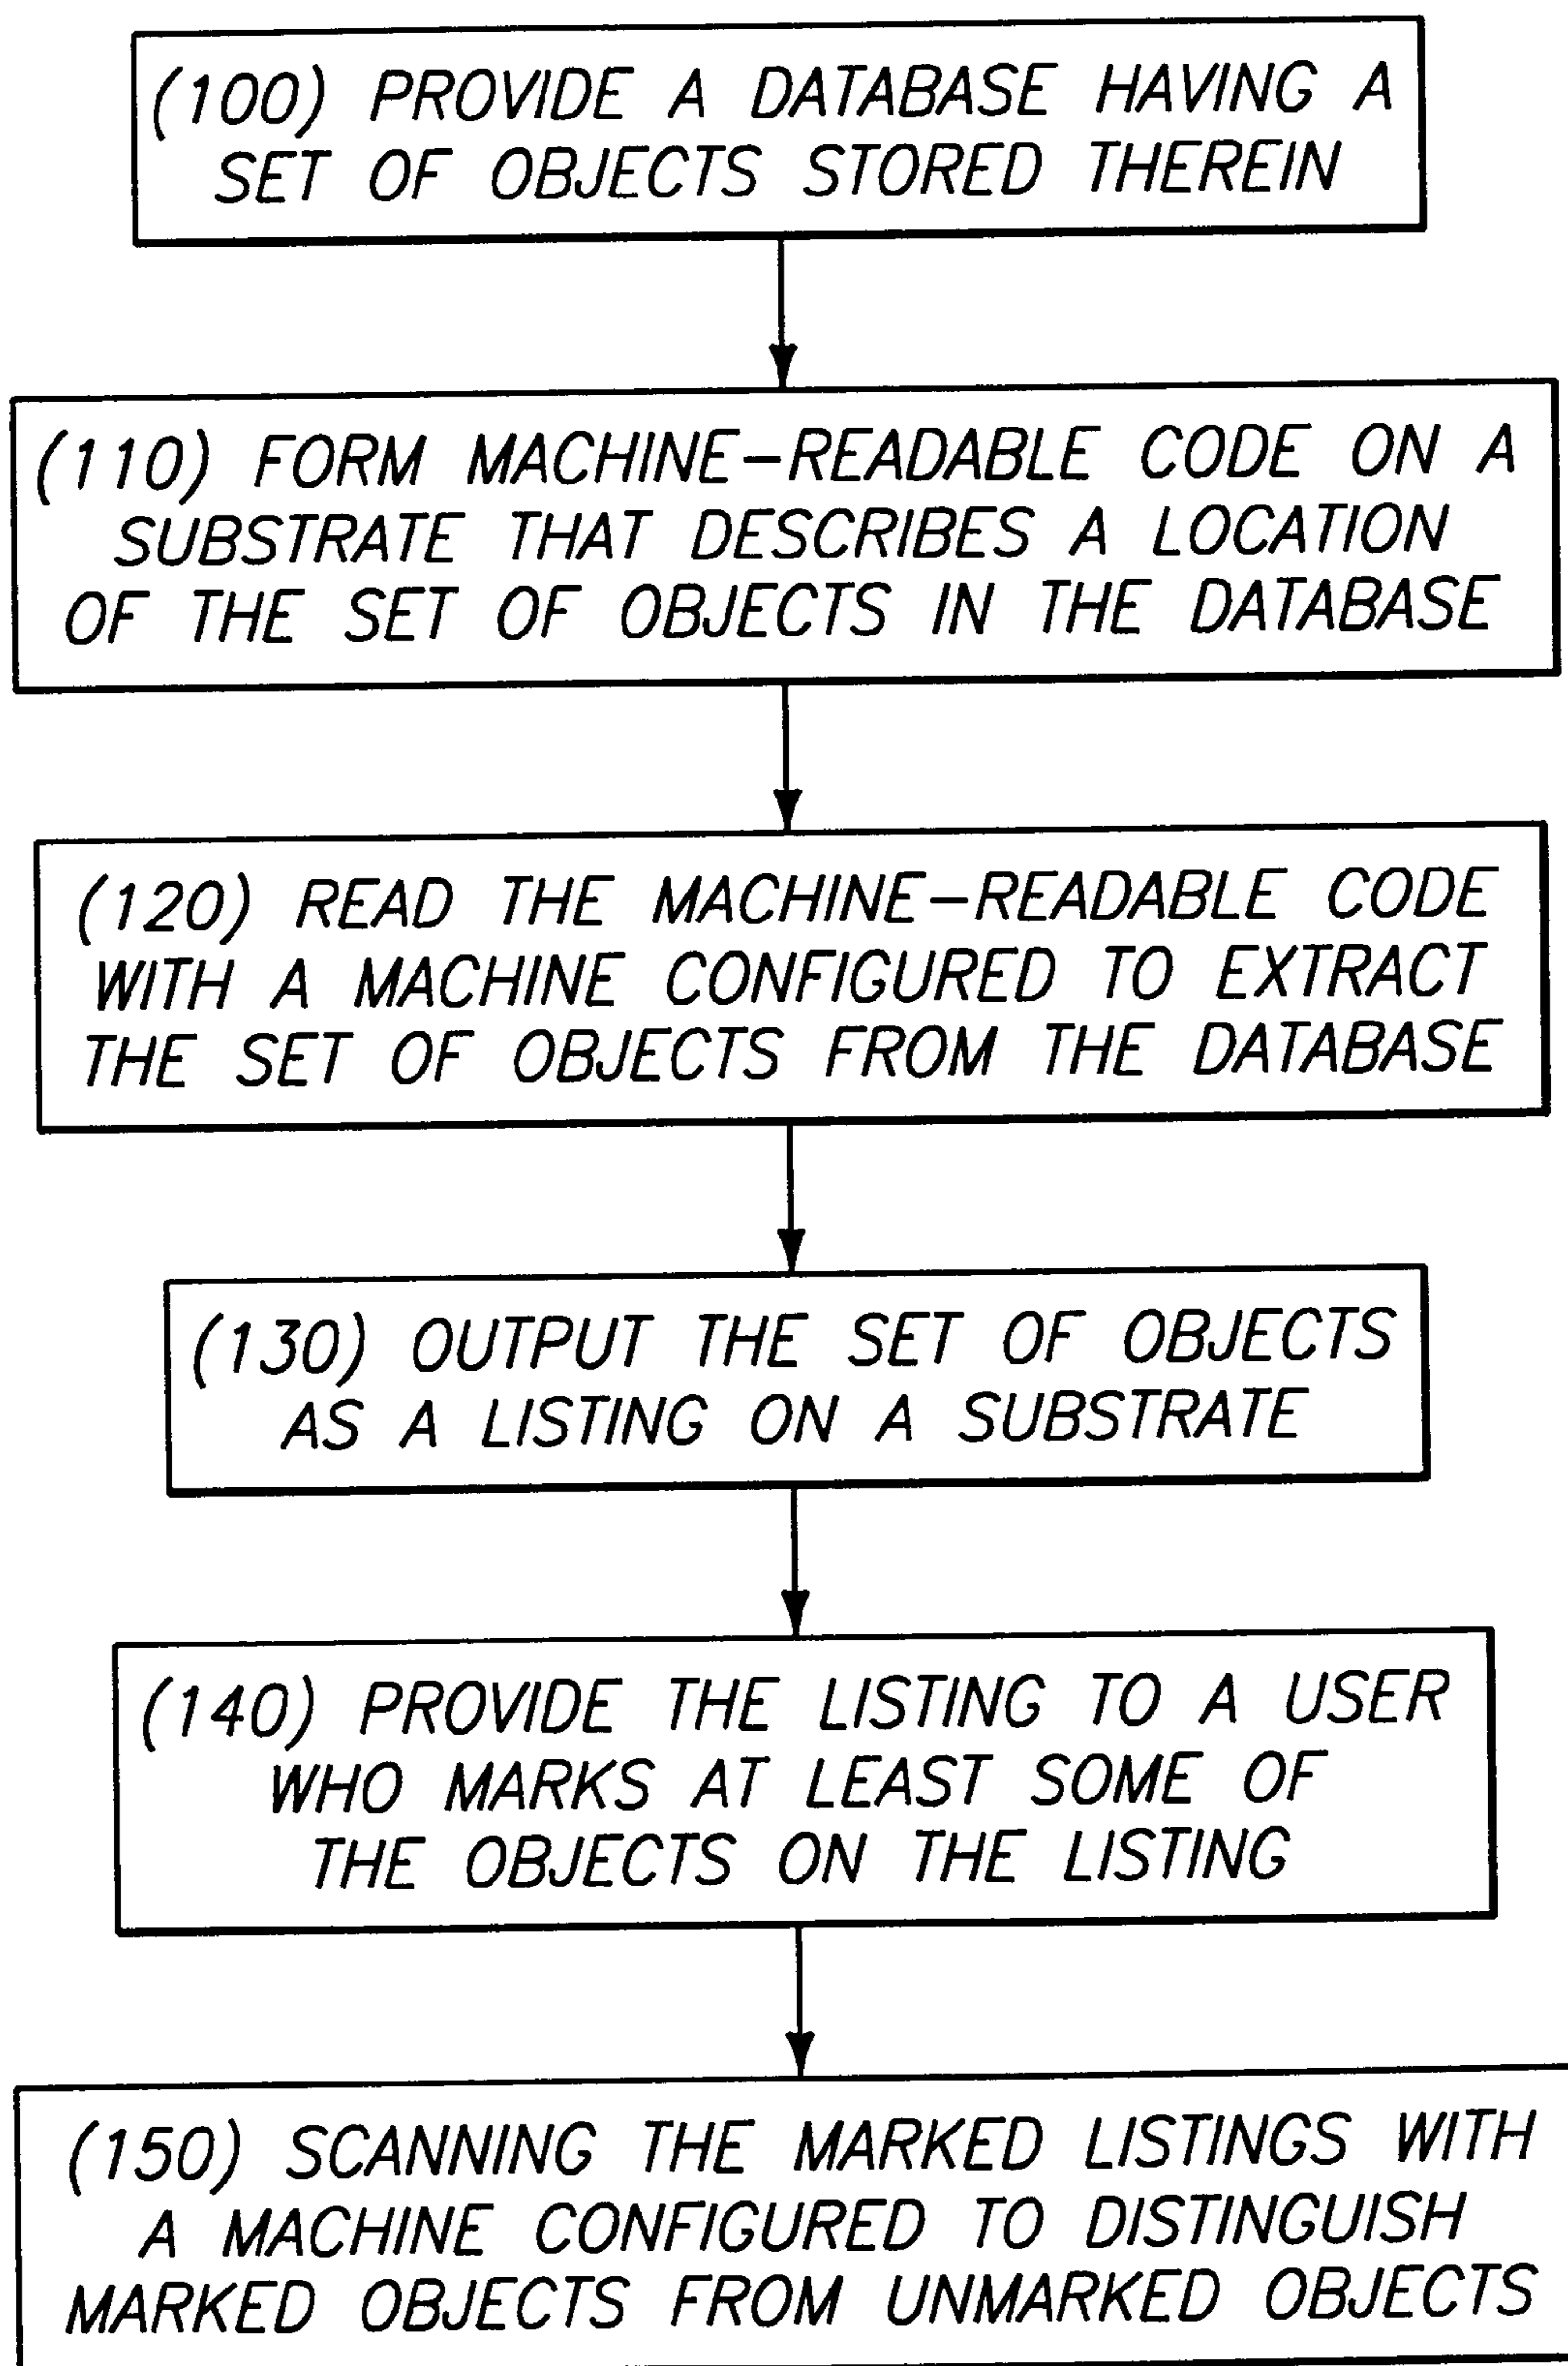 (100) PROVIDE A DATABASE HAVING A
SET OF OBJECTS STORED THEREIN
(110) FORM MACHINE-READABLE CODE ON A
SUBSTRATE THAT DESCRIBES A LOCATION
OF THE SET OF OBJECTS IN THE DATABASE
(120) READ THE MACHINE-READABLE CODE
WITH A MACHINE CONFIGURED TO EXTRACT
THE SET OF OBJECTS FROM THE DATABASE
(130) OUTPUT THE SET OF OBJECTS
AS A LISTING ON A SUBSTRATE
(140) PROVIDE THE LISTING TO A USER
WHO MARKS AT LEAST SOME OF
THE OBJECTS ON THE LISTING
(150) SCANNING THE MARKED LISTINGS WITH
A MACHINE CONFIGURED TO DISTINGUISH
MARKED OBJECTS FROM UNMARKED OBJECTS